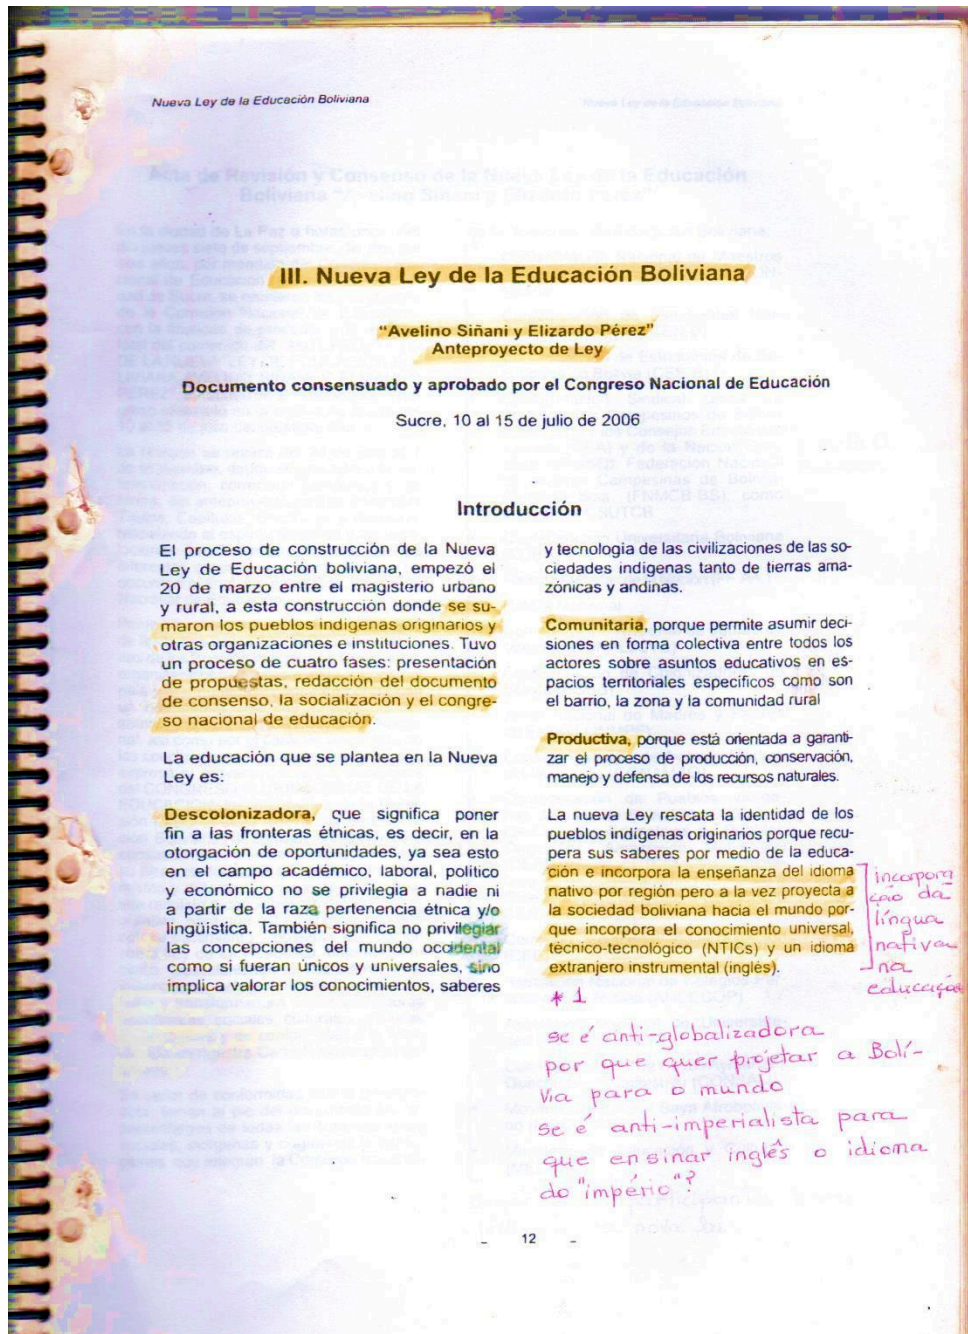 Nueva Ley de la Educación Boliviana
III. Nueva Ley de la Educación Boliviana
"Avelino Siñani y Elizardo Pérez"
Anteproyecto de Ley
Documento consensuado y aprobado por el Congreso Nacional de Educación
Sucre, 10 al 15 de julio de 2006
Introducción
El proceso de construcción de la Nueva
Ley de Educación boliviana, empezó el
20 de marzo entre el magisterio urbano
y rural, a esta construcción donde se su-
maron los pueblos indígenas originarios y
otras organizaciones e instituciones. Tuvo
un proceso de cuatro fases: presentación
de propuestas, redacción del documento
de consenso, la socialización y el congre-
so nacional de educación.
La educación que se plantea en la Nueva
Ley es:
Descolonizadora, que significa poner
fin a las fronteras étnicas, es decir, en la
otorgación de oportunidades, ya sea esto
en el campo académico, laboral, político
y económico no se privilegia a nadie ni
a partir de la raza pertenencia étnica y/o
lingüística. También significa no privilegiar
las concepciones del mundo occidental
como si fueran únicos y universales, sino
implica valorar los conocimientos, saberes
y tecnología de las civilizaciones de las so-
ciedades indígenas tanto de tierras ama-
zónicas y andinas.
Comunitaria, porque permite asumir deci-
siones en forma colectiva entre todos los
actores sobre asuntos educativos en es-
pacios territoriales específicos como son
el barrio, la zona y la comunidad rural
Productiva, porque está orientada a garanti-
zar el proceso de producción, conservación,
manejo y defensa de los recursos naturales.
La nueva Ley rescata la identidad de los
pueblos indígenas originarios porque recu-
pera sus saberes por medio de la educa-
ción e incorpora la enseñanza del idioma
nativo por región pero a la vez proyecta a
la sociedad boliviana hacia el mundo por-
que incorpora el conocimiento universal,
técnico-tecnológico (NTICs) y un idioma
extranjero instrumental (inglés).
incorpora
ção da
língua
nativa
na
educação
* 1
se é anti-globalizadora
por que quer projetar a Bolí-
via para o mundo
se é anti-imperialista para
que ensinar inglês o idioma
do "império"?
- 12 -